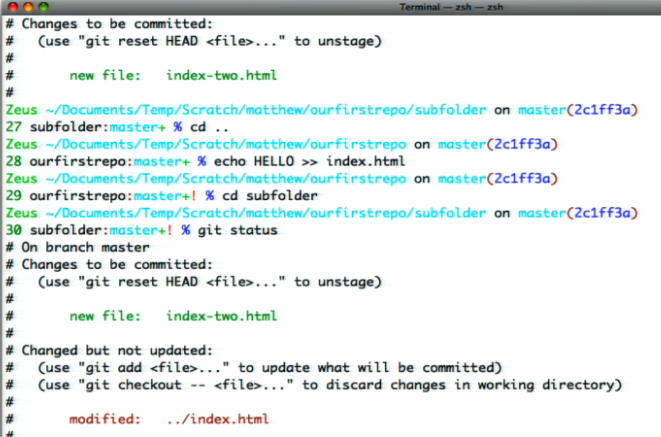 Terminal — zsh — zsh
# Changes to be committed:
#   (use "git reset HEAD <file>..." to unstage)
#
#       new file:   index-two.html
#
Zeus ~/Documents/Temp/Scratch/matthew/ourfirstrepo/subfolder on master(2c1ff3a)
27 subfolder:master+ % cd ..
Zeus ~/Documents/Temp/Scratch/matthew/ourfirstrepo on master(2c1ff3a)
28 ourfirstrepo:master+ % echo HELLO >> index.html
Zeus ~/Documents/Temp/Scratch/matthew/ourfirstrepo on master(2c1ff3a)
29 ourfirstrepo:master+! % cd subfolder
Zeus ~/Documents/Temp/Scratch/matthew/ourfirstrepo/subfolder on master(2c1ff3a)
30 subfolder:master+! % git status
# On branch master
# Changes to be committed:
#   (use "git reset HEAD <file>..." to unstage)
#
#       new file:   index-two.html
#
# Changed but not updated:
#   (use "git add <file>..." to update what will be committed)
#   (use "git checkout -- <file>..." to discard changes in working directory)
#
#       modified:   ../index.html
#